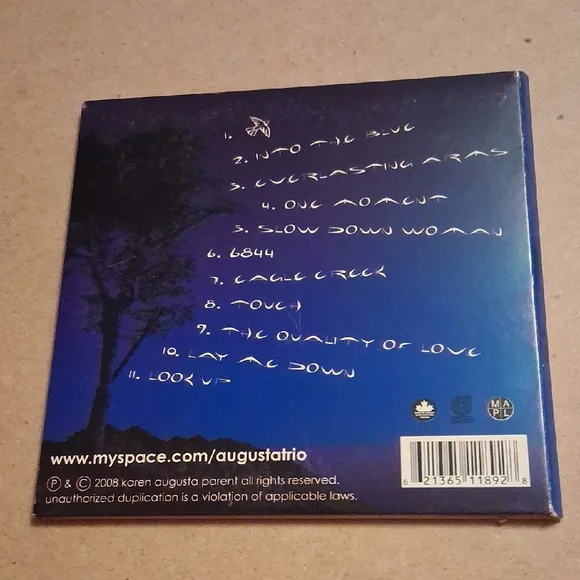 1.
2. INTO THE BLUE
3. EVERLASTING ARMS
4. ONE MOMENT
5. SLOW DOWN WOMAN
6. 6844
7. EAGLE CREEK
8. TOUCH
9. THE QUALITY OF LOVE
10. LAY ME DOWN
11. LOOK UP
MAPL
www.myspace.com/augustatrio
Ⓟ & © 2008 karen augusta parent all rights reserved.
unauthorized duplication is a violation of applicable laws.
6 21365 11892 8